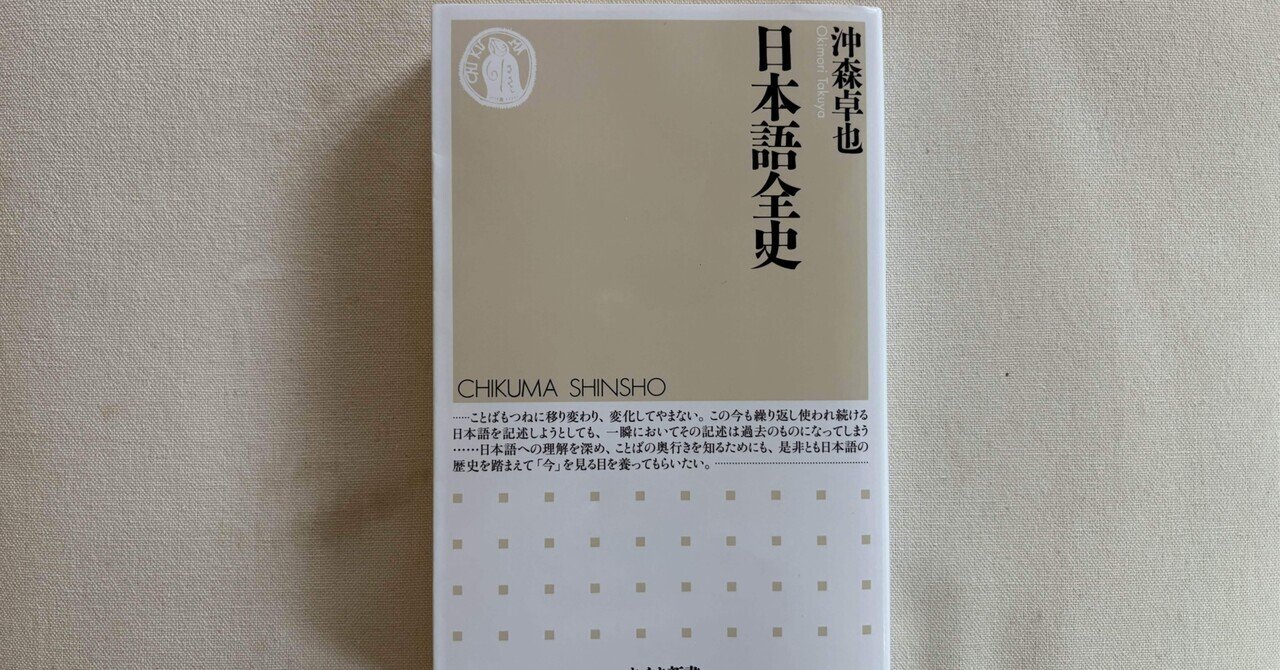 沖森卓也
Okimori Takuya
日本語全史
CHIKUMA
CHIKUMA SHINSHO
……ことばもつねに移り変わり、変化してやまない。この今も繰り返し使われ続ける
日本語を記述しようとしても、一瞬においてその記述は過去のものになってしまう
……日本語への理解を深め、ことばの奥行きを知るためにも、是非とも日本語の
歴史を踏まえて「今」を見る目を養ってもらいたい。……………………